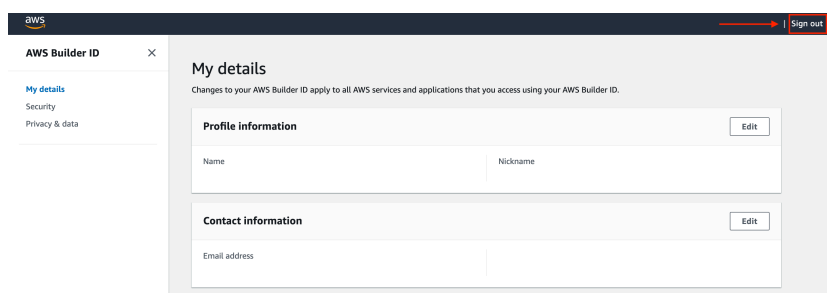 aws
| Sign out
AWS Builder ID
My details
Security
Privacy & data
My details
Changes to your AWS Builder ID apply to all AWS services and applications that you access using your AWS Builder ID.
Profile information
Edit
Name
Nickname
Contact information
Edit
Email address